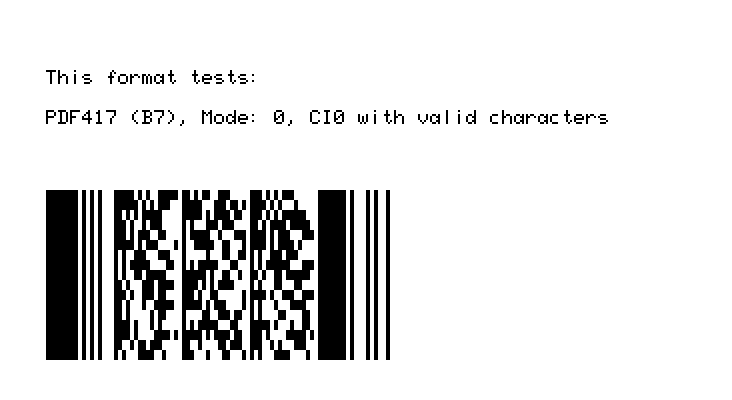 This format tests:
PDF417 (B7), Mode: 0, CI0 with valid characters